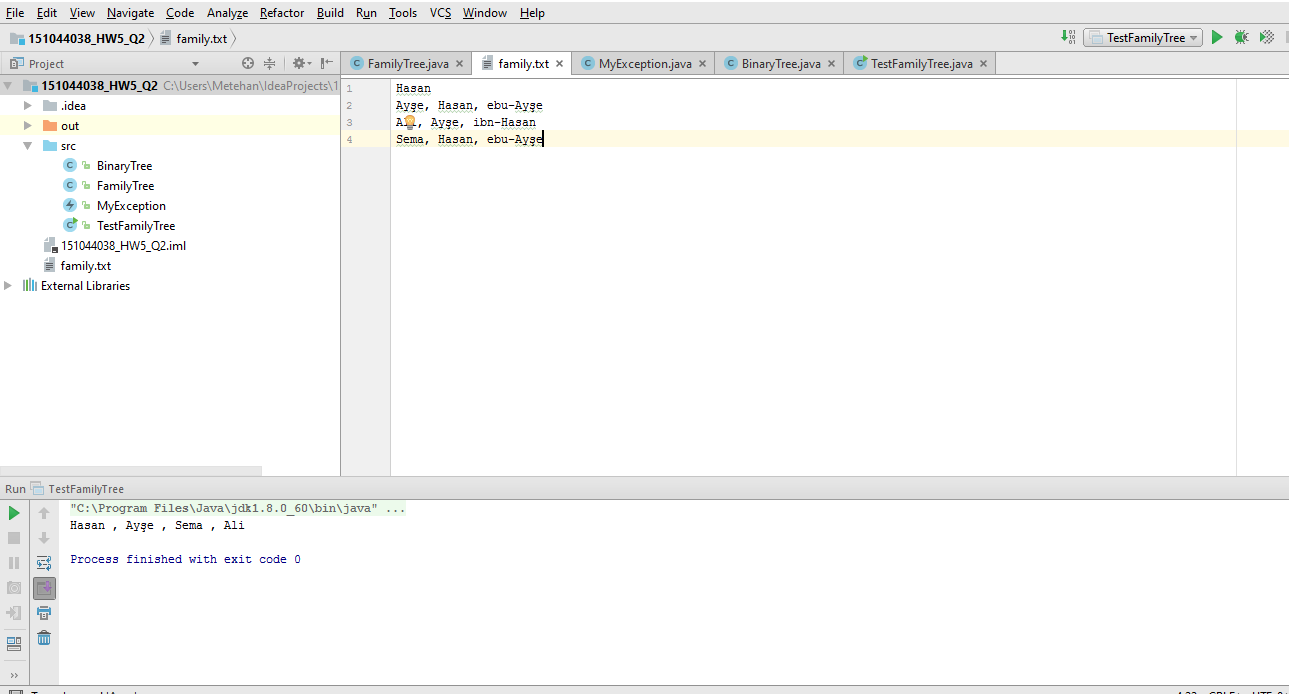 File Edit View Navigate Code Analyze Refactor Build Run Tools VCS Window Help
151044038_HW5_Q2 family.txt TestFamilyTree
Project
FamilyTree.java family.txt MyException.java BinaryTree.java TestFamilyTree.java
151044038_HW5_Q2 C:\Users\Metehan\IdeaProjects\1
.idea
out
src
BinaryTree
FamilyTree
MyException
TestFamilyTree
151044038_HW5_Q2.iml
family.txt
External Libraries
1 Hasan
2 Ayşe, Hasan, ebu-Ayşe
3 Ali, Ayşe, ibn-Hasan
4 Sema, Hasan, ebu-Ayşe
Run TestFamilyTree
"C:\Program Files\Java\jdk1.8.0_60\bin\java" ...
Hasan , Ayşe , Sema , Ali
Process finished with exit code 0